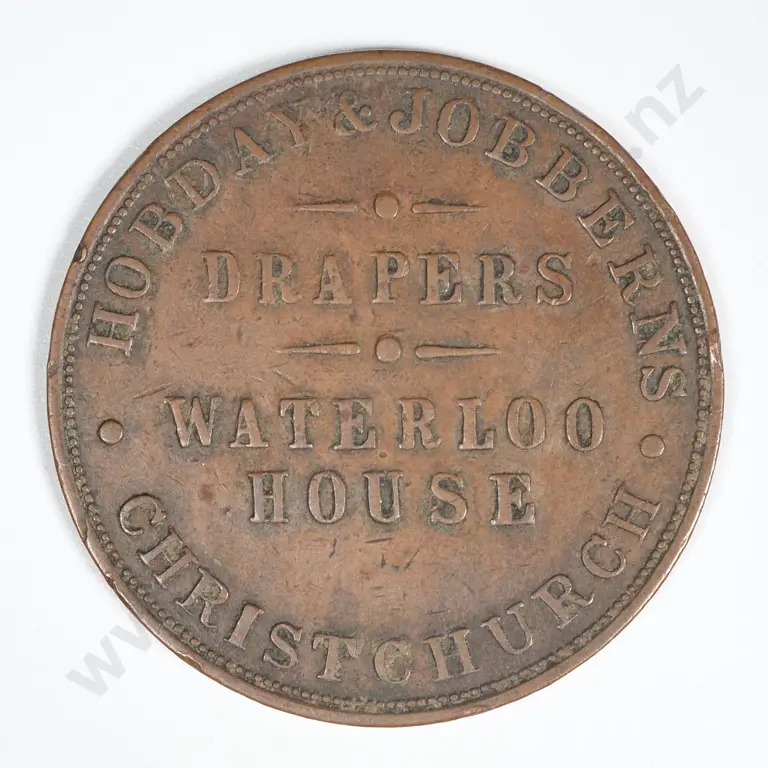 HOBDAY & JOBBERNS
DRAPERS
WATERLOO
HOUSE
CHRISTCHURCH